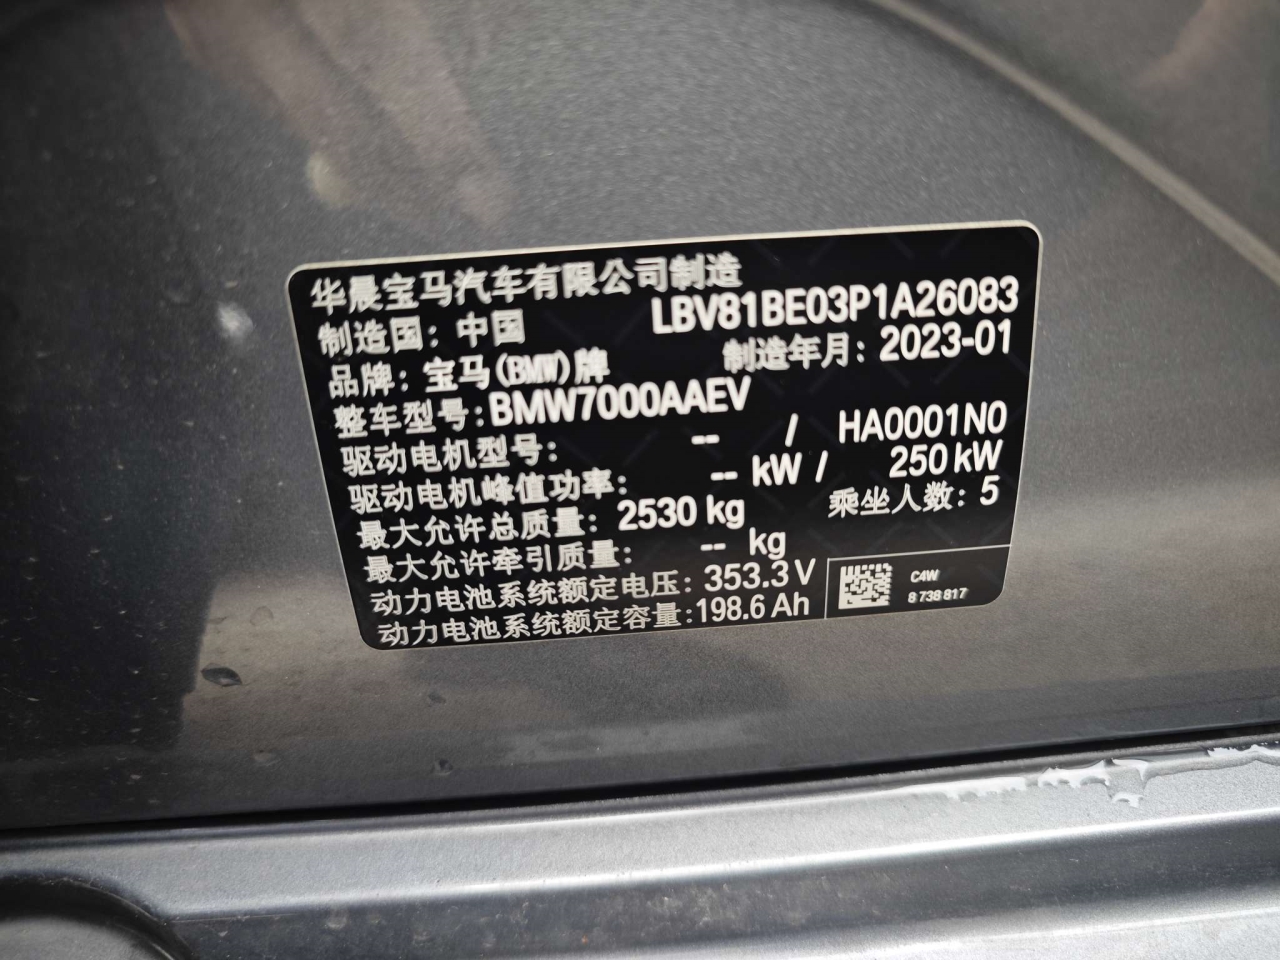 华晨宝马汽车有限公司制造
制造国：中国 LBV81BE03P1A26083
品牌：宝马(BMW)牌 制造年月：2023-01
整车型号：BMW7000AAEV
驱动电机型号： -- / HA0001N0
驱动电机峰值功率： -- kW / 250 kW
最大允许总质量：2530 kg 乘坐人数：5
最大允许牵引质量： -- kg
动力电池系统额定电压：353.3 V
动力电池系统额定容量:198.6 Ah
C4W
8 738 817